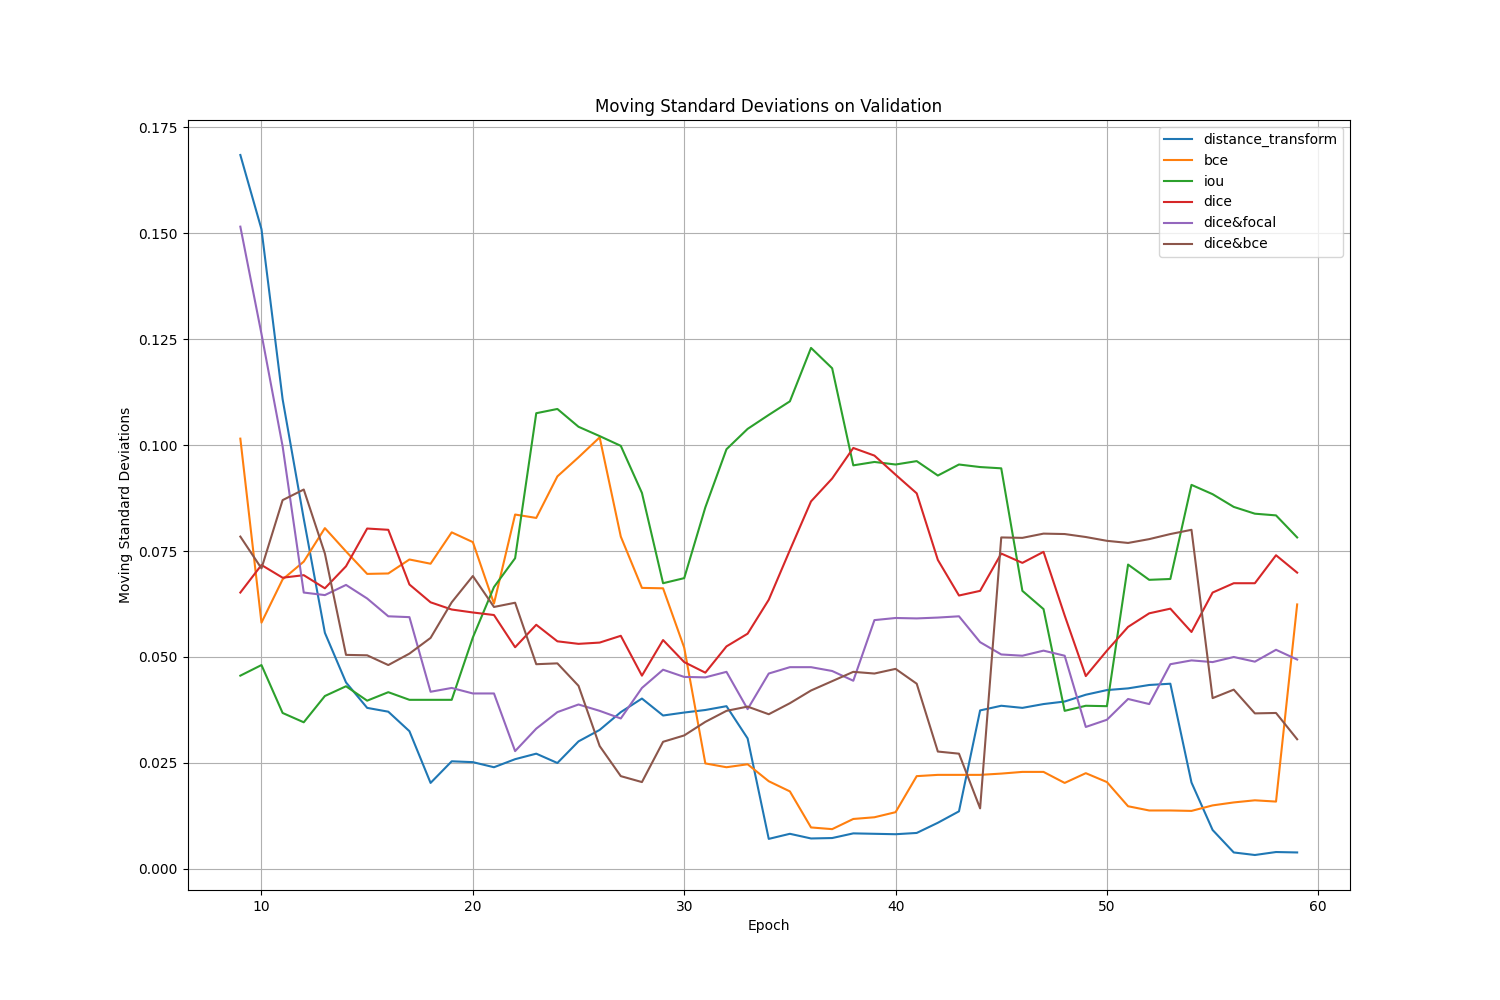 Moving Standard Deviations on Validation
0.175
0.150
0.125
0.100
0.075
0.050
0.025
0.000
Moving Standard Deviations
distance_transform
bce
iou
dice
dice&focal
dice&bce
10
20
30
40
50
60
Epoch